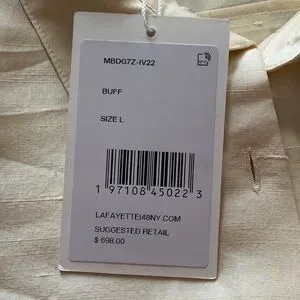 MBDG7Z-IV22
BUFF
SIZE L
1 97108 45022 3
LAFAYETTE148NY.COM
SUGGESTED RETAIL
$ 698.00